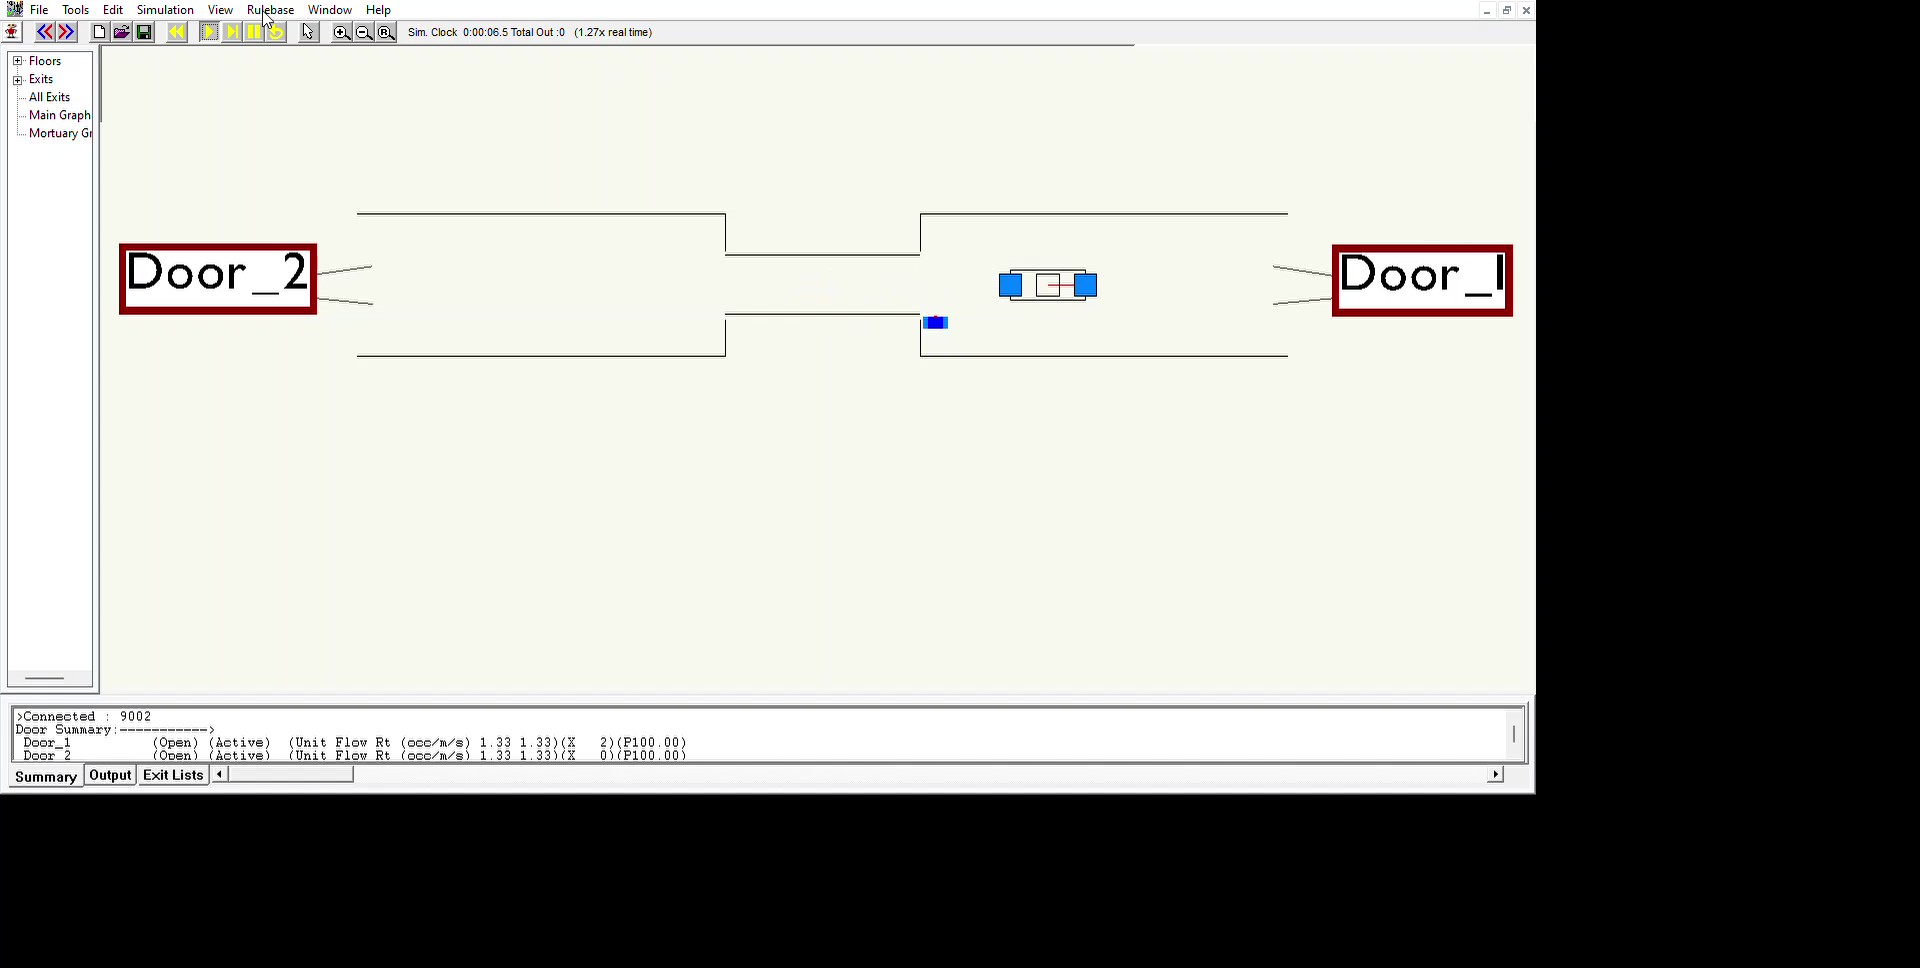 File Tools Edit Simulation View Rulebase Window Help
Sim. Clock 0:00:06.5 Total Out :0 (1.27x real time)
Floors
Exits
All Exits
Main Graph
Mortuary Gr
Door_2
Door_1
>Connected : 9002
Door Summary:------------>
Door_1 (Open) (Active) (Unit Flow Rt (occ/m/s) 1.33 1.33)(X 2)(P100.00)
Door_2 (Open) (Active) (Unit Flow Rt (occ/m/s) 1.33 1.33)(X 0)(P100.00)
Summary Output Exit Lists